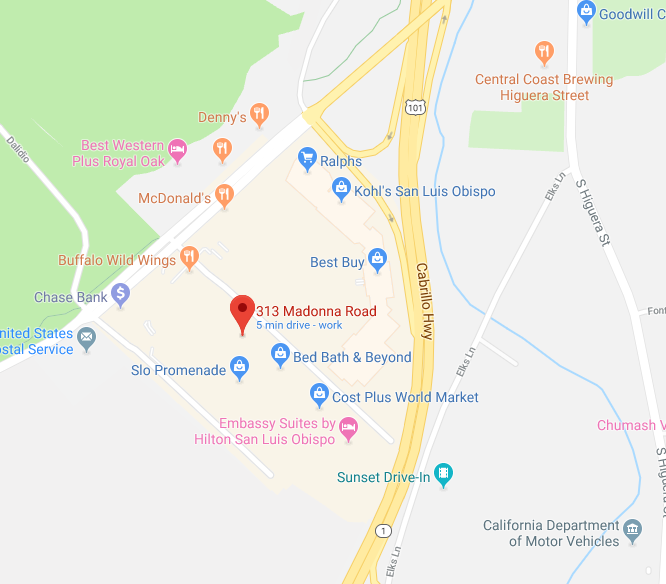 Goodwill C
Central Coast Brewing
Higuera Street
101
Denny's
Dalidio
Best Western
Plus Royal Oak
Ralphs
Elks Ln
S Higuera St
McDonald's
Kohl's San Luis Obispo
Buffalo Wild Wings
Best Buy
Cabrillo Hwy
Chase Bank
$
313 Madonna Road
5 min drive - work
Font
nited States
ostal Service
Slo Promenade
Bed Bath & Beyond
Elks Ln
Cost Plus World Market
Embassy Suites by
Hilton San Luis Obispo
Chumash V
S Higuera St
Sunset Drive-In
California Department
of Motor Vehicles
1
Elks Ln